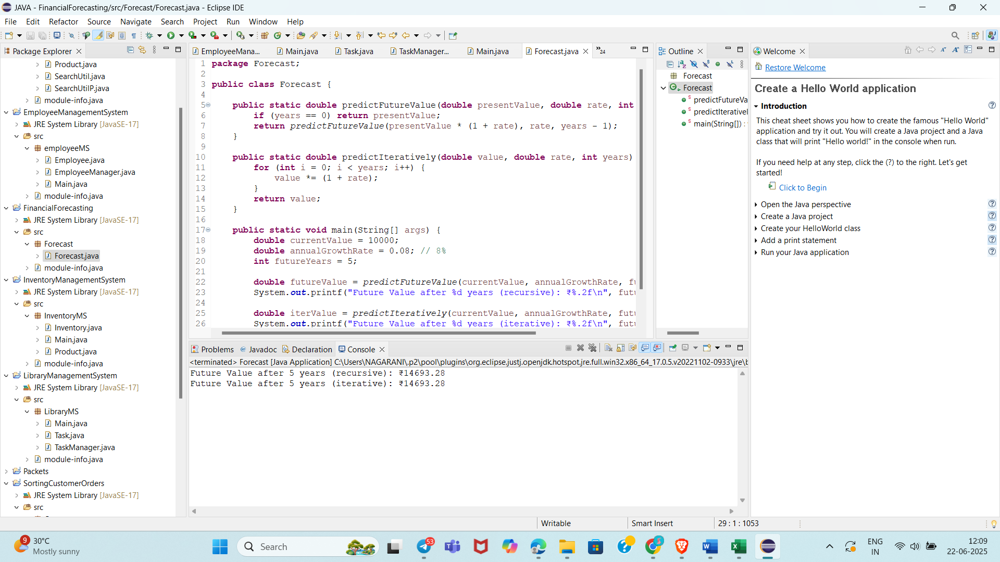 JAVA - FinancialForecasting/src/Forecast/Forecast.java - Eclipse IDE
File Edit Refactor Source Navigate Search Project Run Window Help
Package Explorer
Product.java
SearchUtil.java
SearchUtilP.java
module-info.java
EmployeeManagementSystem
JRE System Library [JavaSE-17]
src
employeeMS
Employee.java
EmployeeManager.java
Main.java
module-info.java
FinancialForecasting
JRE System Library [JavaSE-17]
src
Forecast
Forecast.java
module-info.java
InventoryManagementSystem
JRE System Library [JavaSE-17]
src
InventoryMS
Inventory.java
Main.java
Product.java
module-info.java
LibraryManagementSystem
JRE System Library [JavaSE-17]
src
LibraryMS
Main.java
Task.java
TaskManager.java
module-info.java
Packets
SortingCustomerOrders
JRE System Library [JavaSE-17]
src
EmployeeMana... Main.java Task.java TaskManager... Main.java Forecast.java »24
1 package Forecast;
2
3 public class Forecast {
4
5 public static double predictFutureValue(double presentValue, double rate, int
6 if (years == 0) return presentValue;
7 return predictFutureValue(presentValue * (1 + rate), rate, years - 1);
8 }
9
10 public static double predictIteratively(double value, double rate, int years)
11 for (int i = 0; i < years; i++) {
12 value *= (1 + rate);
13 }
14 return value;
15 }
16
17 public static void main(String[] args) {
18 double currentValue = 10000;
19 double annualGrowthRate = 0.08; // 8%
20 int futureYears = 5;
21
22 double futureValue = predictFutureValue(currentValue, annualGrowthRate, fu
23 System.out.printf("Future Value after %d years (recursive): ₹%.2f\n", futu
24
25 double iterValue = predictIteratively(currentValue, annualGrowthRate, futu
26 System.out.printf("Future Value after %d years (iterative): ₹%.2f\n", futu
Outline
Forecast
Forecast
predictFutureVa
predictIterativel
main(String[]) :
Welcome
Restore Welcome
Create a Hello World application
Introduction
This cheat sheet shows you how to create the famous "Hello World"
application and try it out. You will create a Java project and a Java
class that will print "Hello world!" in the console when run.
If you need help at any step, click the (?) to the right. Let's get
started!
Click to Begin
Open the Java perspective
Create a Java project
Create your HelloWorld class
Add a print statement
Run your Java application
Problems @ Javadoc Declaration Console
<terminated> Forecast [Java Application] C:\Users\NAGARANI\.p2\pool\plugins\org.eclipse.justj.openjdk.hotspot.jre.full.win32.x86_64_17.0.5.v20221102-0933\jre\b
Future Value after 5 years (recursive): ₹14693.28
Future Value after 5 years (iterative): ₹14693.28
Writable Smart Insert 29 : 1 : 1053
9 30°C
Mostly sunny
Search
53
ENG
IN
12:09
22-06-2025